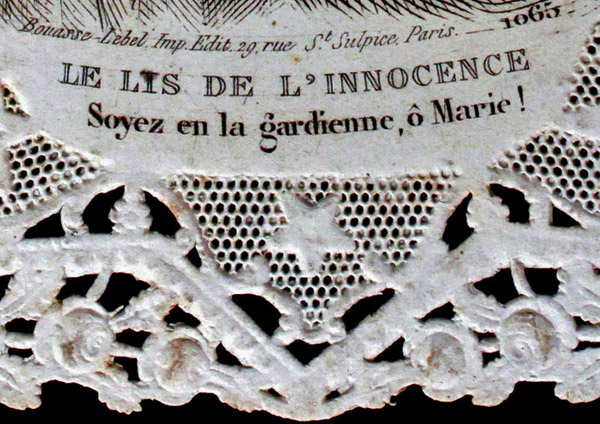 Bouasse-Lebel, Imp. Edit. 29, rue St. Sulpice, Paris. — 1065
LE LIS DE L'INNOCENCE
Soyez en la gardienne, ô Marie!